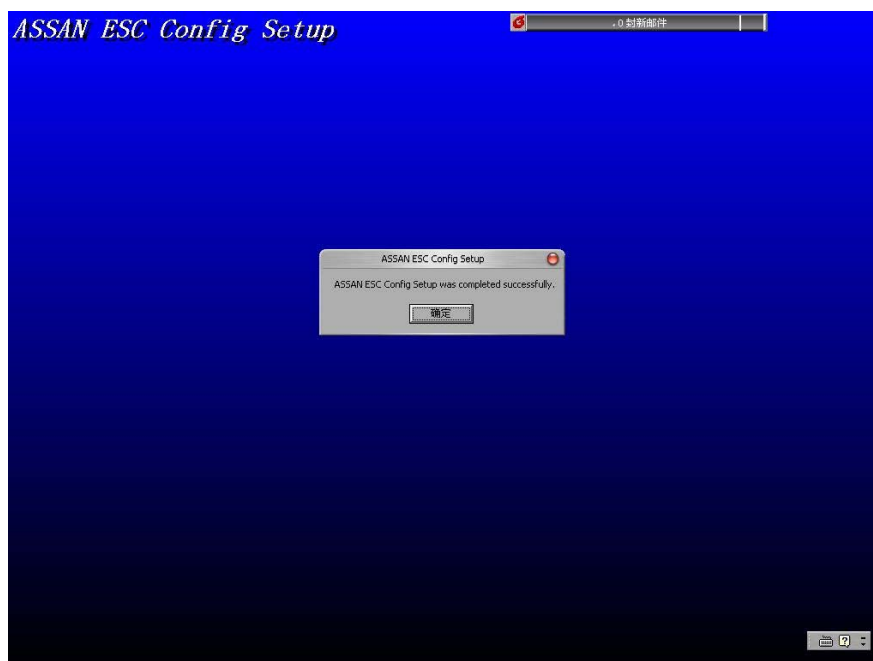 ASSAN ESC Config Setup
. 0 封新邮件
ASSAN ESC Config Setup
ASSAN ESC Config Setup was completed successfully.
确定